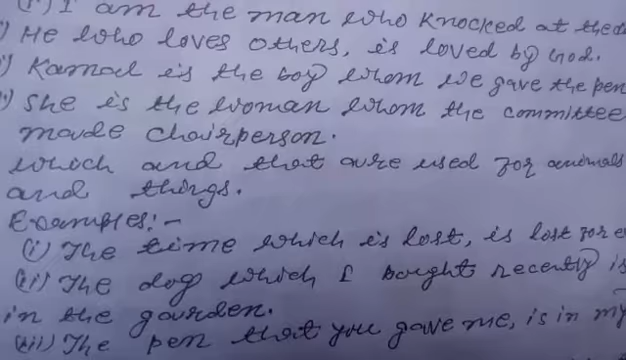 I am the man who knocked at the
He who loves others, is loved by God.
Kamal is the boy whom we gave the pen
She is the woman whom the committee
made chairperson.
which and that are used for animals
and things.
Examples:-
(i) The time which is lost, is lost for
(ii) The dog which I bought recently is
in the garden.
(iii) The pen that you gave me, is in my